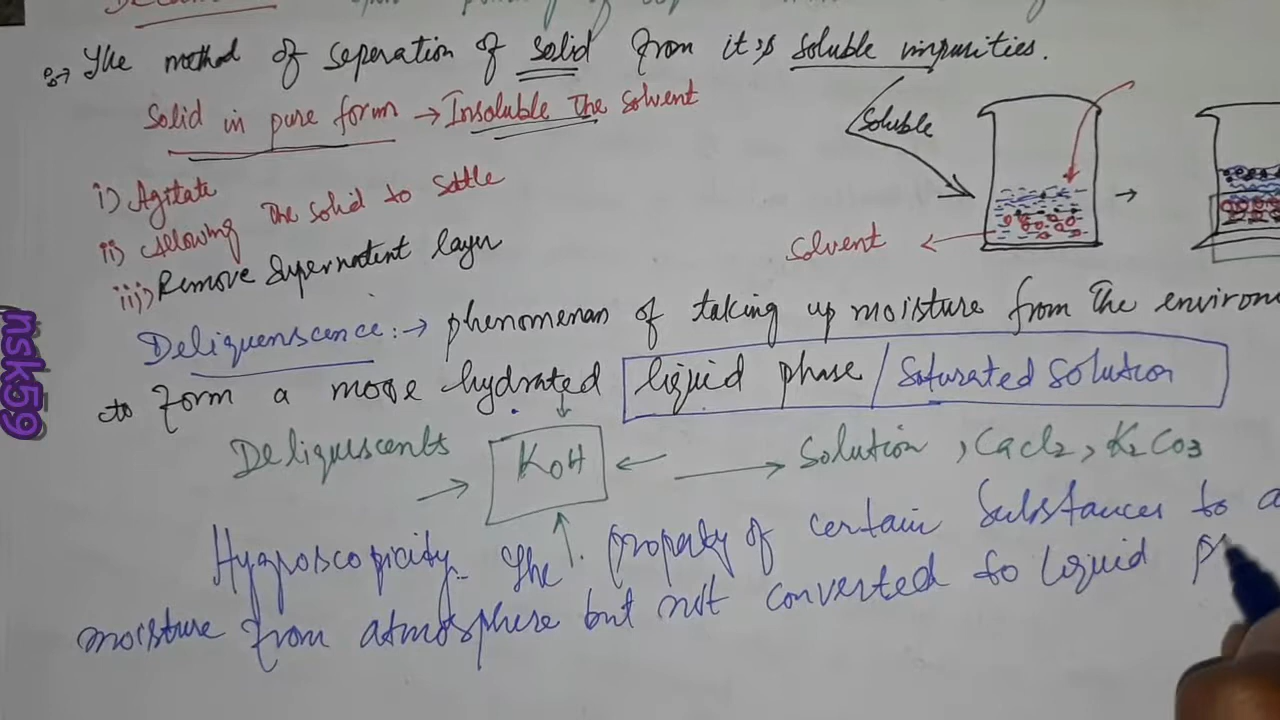 The method of seperation of solid from it's soluble impurities.
Solid in pure form → Insoluble The solvent
Soluble
i) Agitate
ii) Allowing The solid to settle
iii) Remove Supernatent layer
Solvent
Deliquenscence :→ phenomenan of taking up moisture from The environ
to form a more hydrated liquid phase / Saturated solution
Deliquescents → KOH ← → Solution , CaCl2, K2CO3
Hygroscopicity :- The property of certain substances to a
moisture from atmosphere but not converted to liquid
nsk59